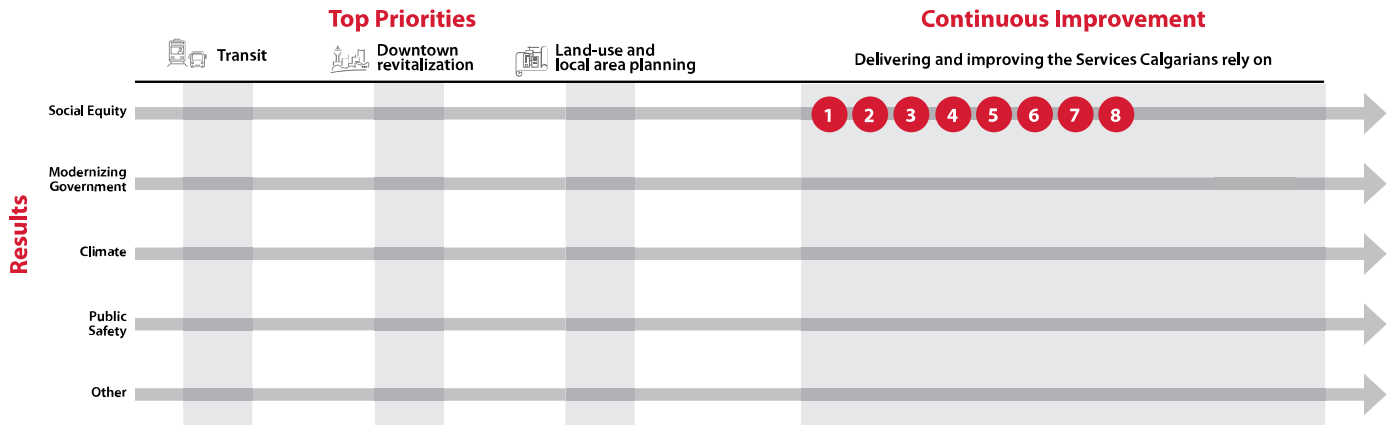 Top Priorities
Continuous Improvement
Transit
Downtown
revitalization
Land-use and
local area planning
Delivering and improving the Services Calgarians rely on
Results
Social Equity
1 2 3 4 5 6 7 8
Modernizing
Government
Climate
Public
Safety
Other